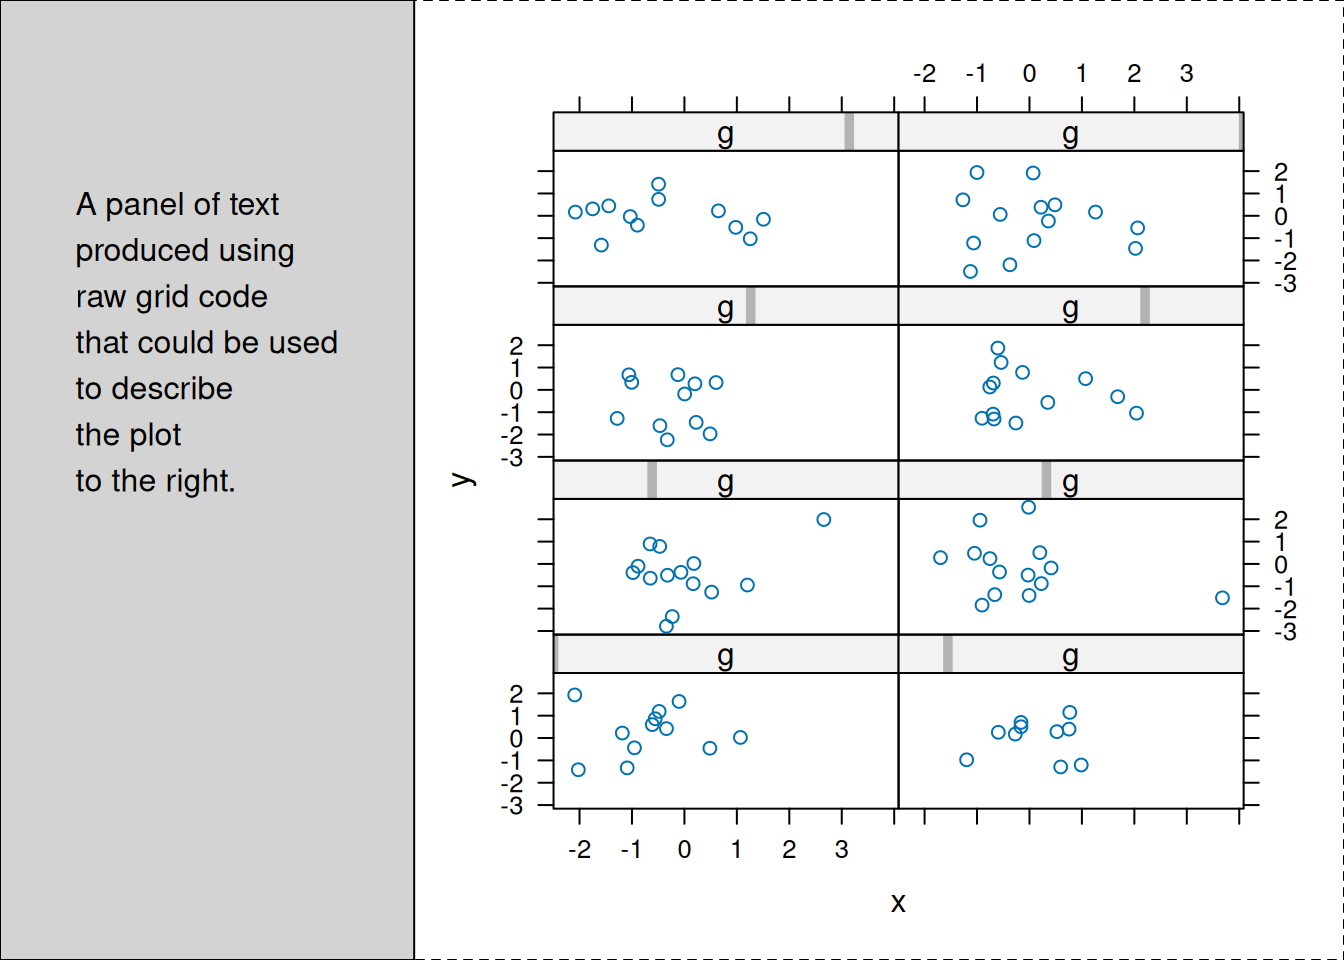 A panel of text
produced using
raw grid code
that could be used
to describe
the plot
to the right.
-2 -1 0 1 2 3
g g
2
1
0
-1
-2
-3
g g
2
1
0
-1
-2
-3
y
g g
2
1
0
-1
-2
-3
g g
2
1
0
-1
-2
-3
-2 -1 0 1 2 3
x